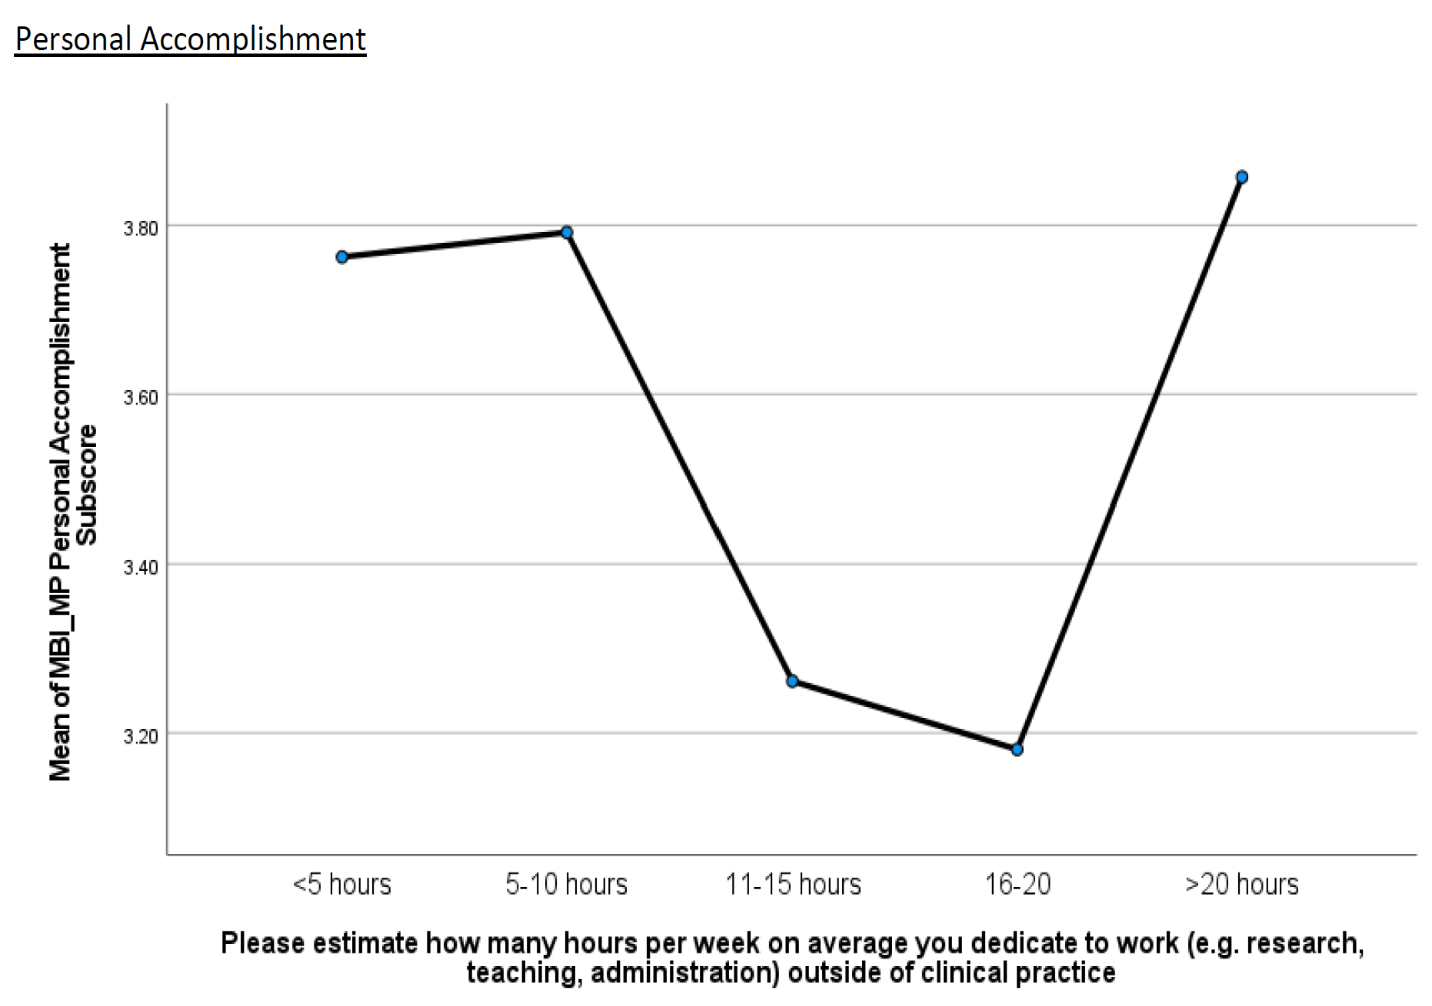 Personal Accomplishment
Mean of MBI_MP Personal Accomplishment
Subscore
3.80
3.60
3.40
3.20
<5 hours
5-10 hours
11-15 hours
16-20
>20 hours
Please estimate how many hours per week on average you dedicate to work (e.g. research,
teaching, administration) outside of clinical practice